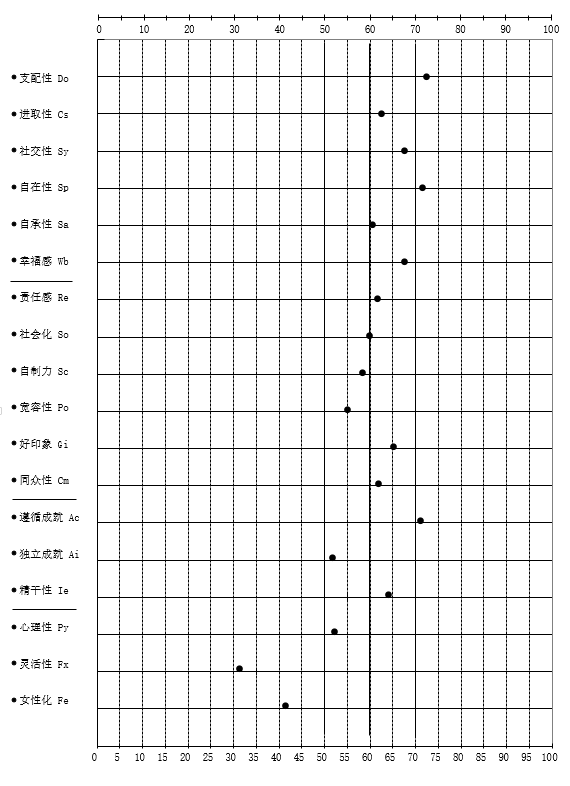 0 10 20 30 40 50 60 70 80 90 100
● 支配性 Do
● 进取性 Cs
● 社交性 Sy
● 自在性 Sp
● 自承性 Sa
● 幸福感 Wb
● 责任感 Re
● 社会化 So
● 自制力 Sc
● 宽容性 Po
● 好印象 Gi
● 同众性 Cm
● 遵循成就 Ac
● 独立成就 Ai
● 精干性 Ie
● 心理性 Py
● 灵活性 Fx
● 女性化 Fe
0 5 10 15 20 25 30 35 40 45 50 55 60 65 70 75 80 85 90 95 100